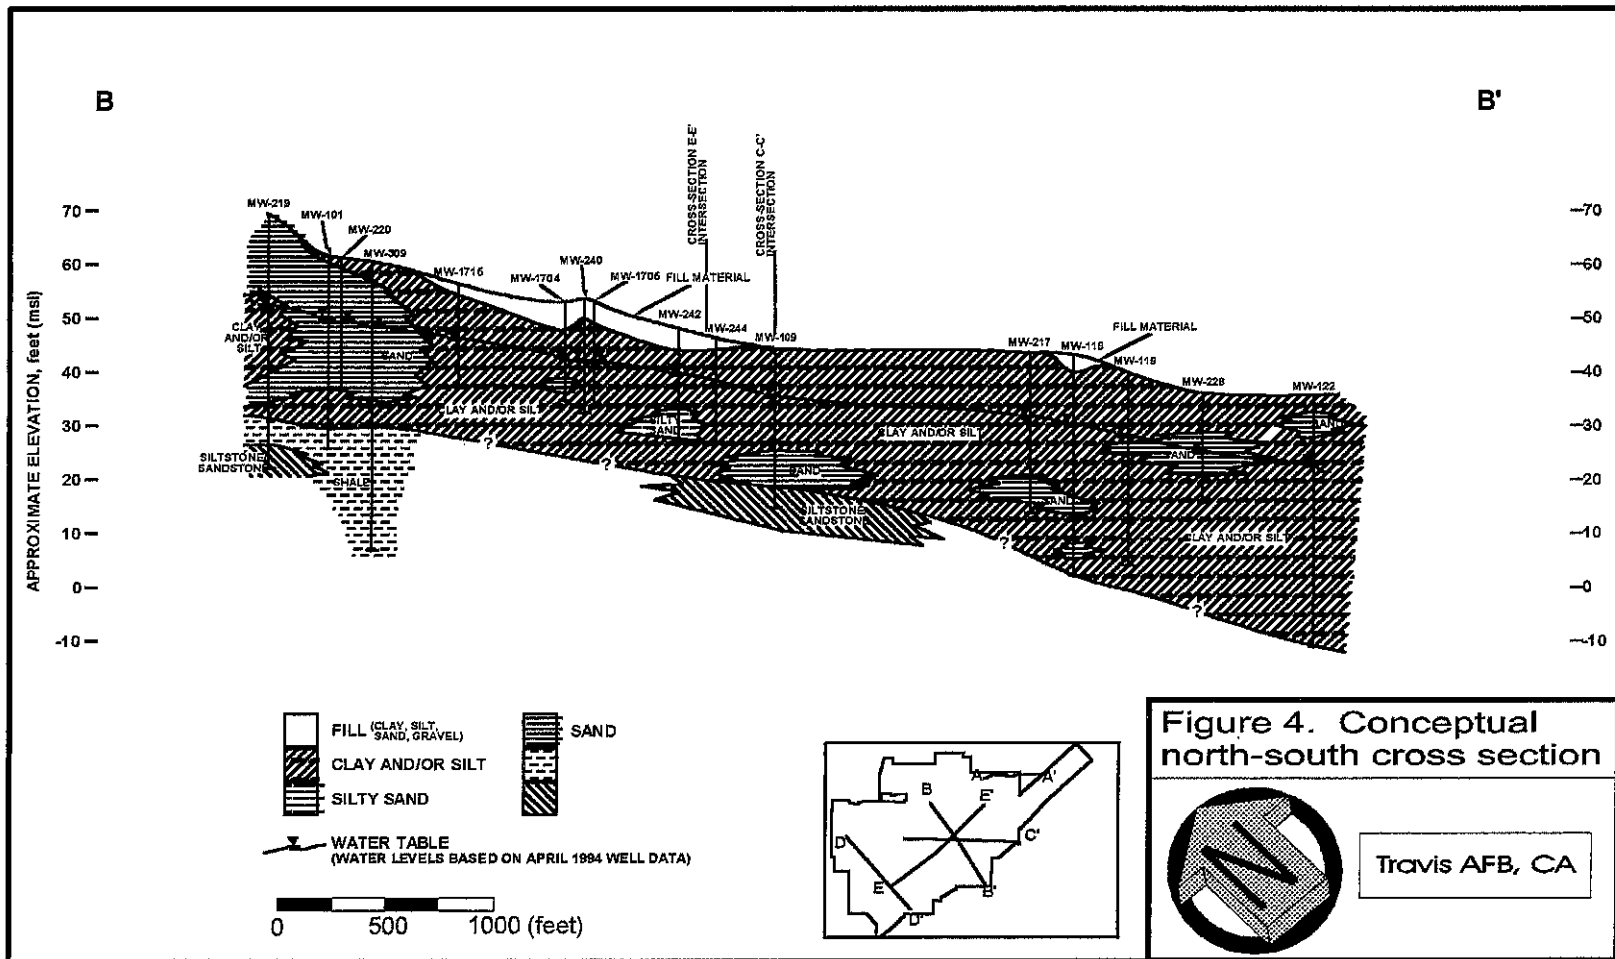 B
B'
CROSS-SECTION E-E'
INTERSECTION
CROSS-SECTION C-C'
INTERSECTION
APPROXIMATE ELEVATION, feet (msl)
70
60
50
40
30
20
10
0
-10
70
60
50
40
30
20
10
0
-10
MW-219
MW-101
MW-220
MW-309
MW-1716
MW-1704
MW-240
MW-1706
FILL MATERIAL
MW-242
MW-244
MW-109
MW-217
MW-116
FILL MATERIAL
MW-119
MW-228
MW-122
CLAY
AND/OR
SILT
SAND
CLAY AND/OR SILT
SILTY
SAND
CLAY AND/OR SILT
SAND
SAND
SAND
SAND
SILTSTONE
SANDSTONE
SHALE
SILTSTONE
SANDSTONE
CLAY AND/OR SILT
?
?
?
?
FILL (CLAY, SILT, SAND, GRAVEL)
SAND
CLAY AND/OR SILT
SILTY SAND
WATER TABLE
(WATER LEVELS BASED ON APRIL 1994 WELL DATA)
0 500 1000 (feet)
A
A'
B
E'
D
C'
E
B'
D'
Figure 4. Conceptual
north-south cross section
N
Travis AFB, CA